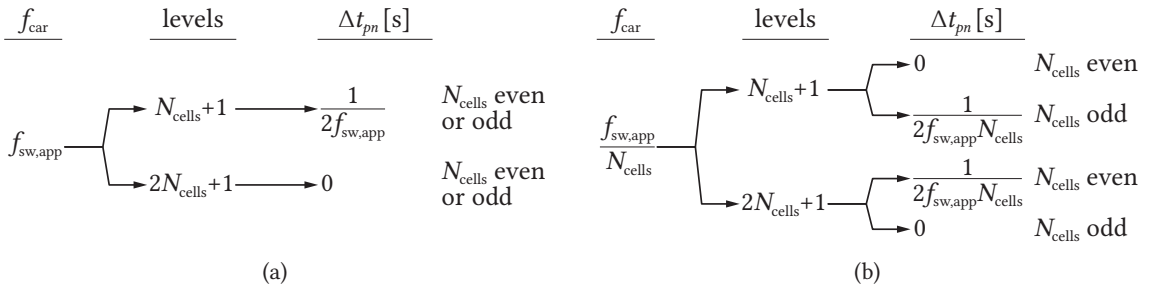 f_car levels Δt_pn [s]
f_sw,app
N_cells+1
1
2f_sw,app
N_cells even
or odd
2N_cells+1
0
N_cells even
or odd
(a)
f_car levels Δt_pn [s]
f_sw,app
N_cells
N_cells+1
0 N_cells even
1
2f_sw,app N_cells
N_cells odd
2N_cells+1
1
2f_sw,app N_cells
N_cells even
0 N_cells odd
(b)